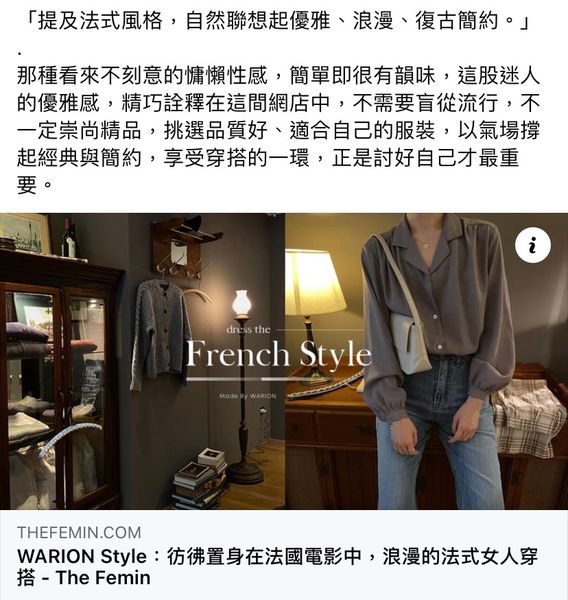 「提及法式風格，自然聯想起優雅、浪漫、復古簡約。」
.
那種看來不刻意的慵懶性感，簡單即很有韻味，這股迷人
的優雅感，精巧詮釋在這間網店中，不需要盲從流行，不
一定崇尚精品，挑選品質好、適合自己的服裝，以氣場撐
起經典與簡約，享受穿搭的一環，正是討好自己才最重
要。
i
dress the
French Style
Made by WARION
THEFEMIN.COM
WARION Style：彷彿置身在法國電影中，浪漫的法式女人穿
搭 - The Femin